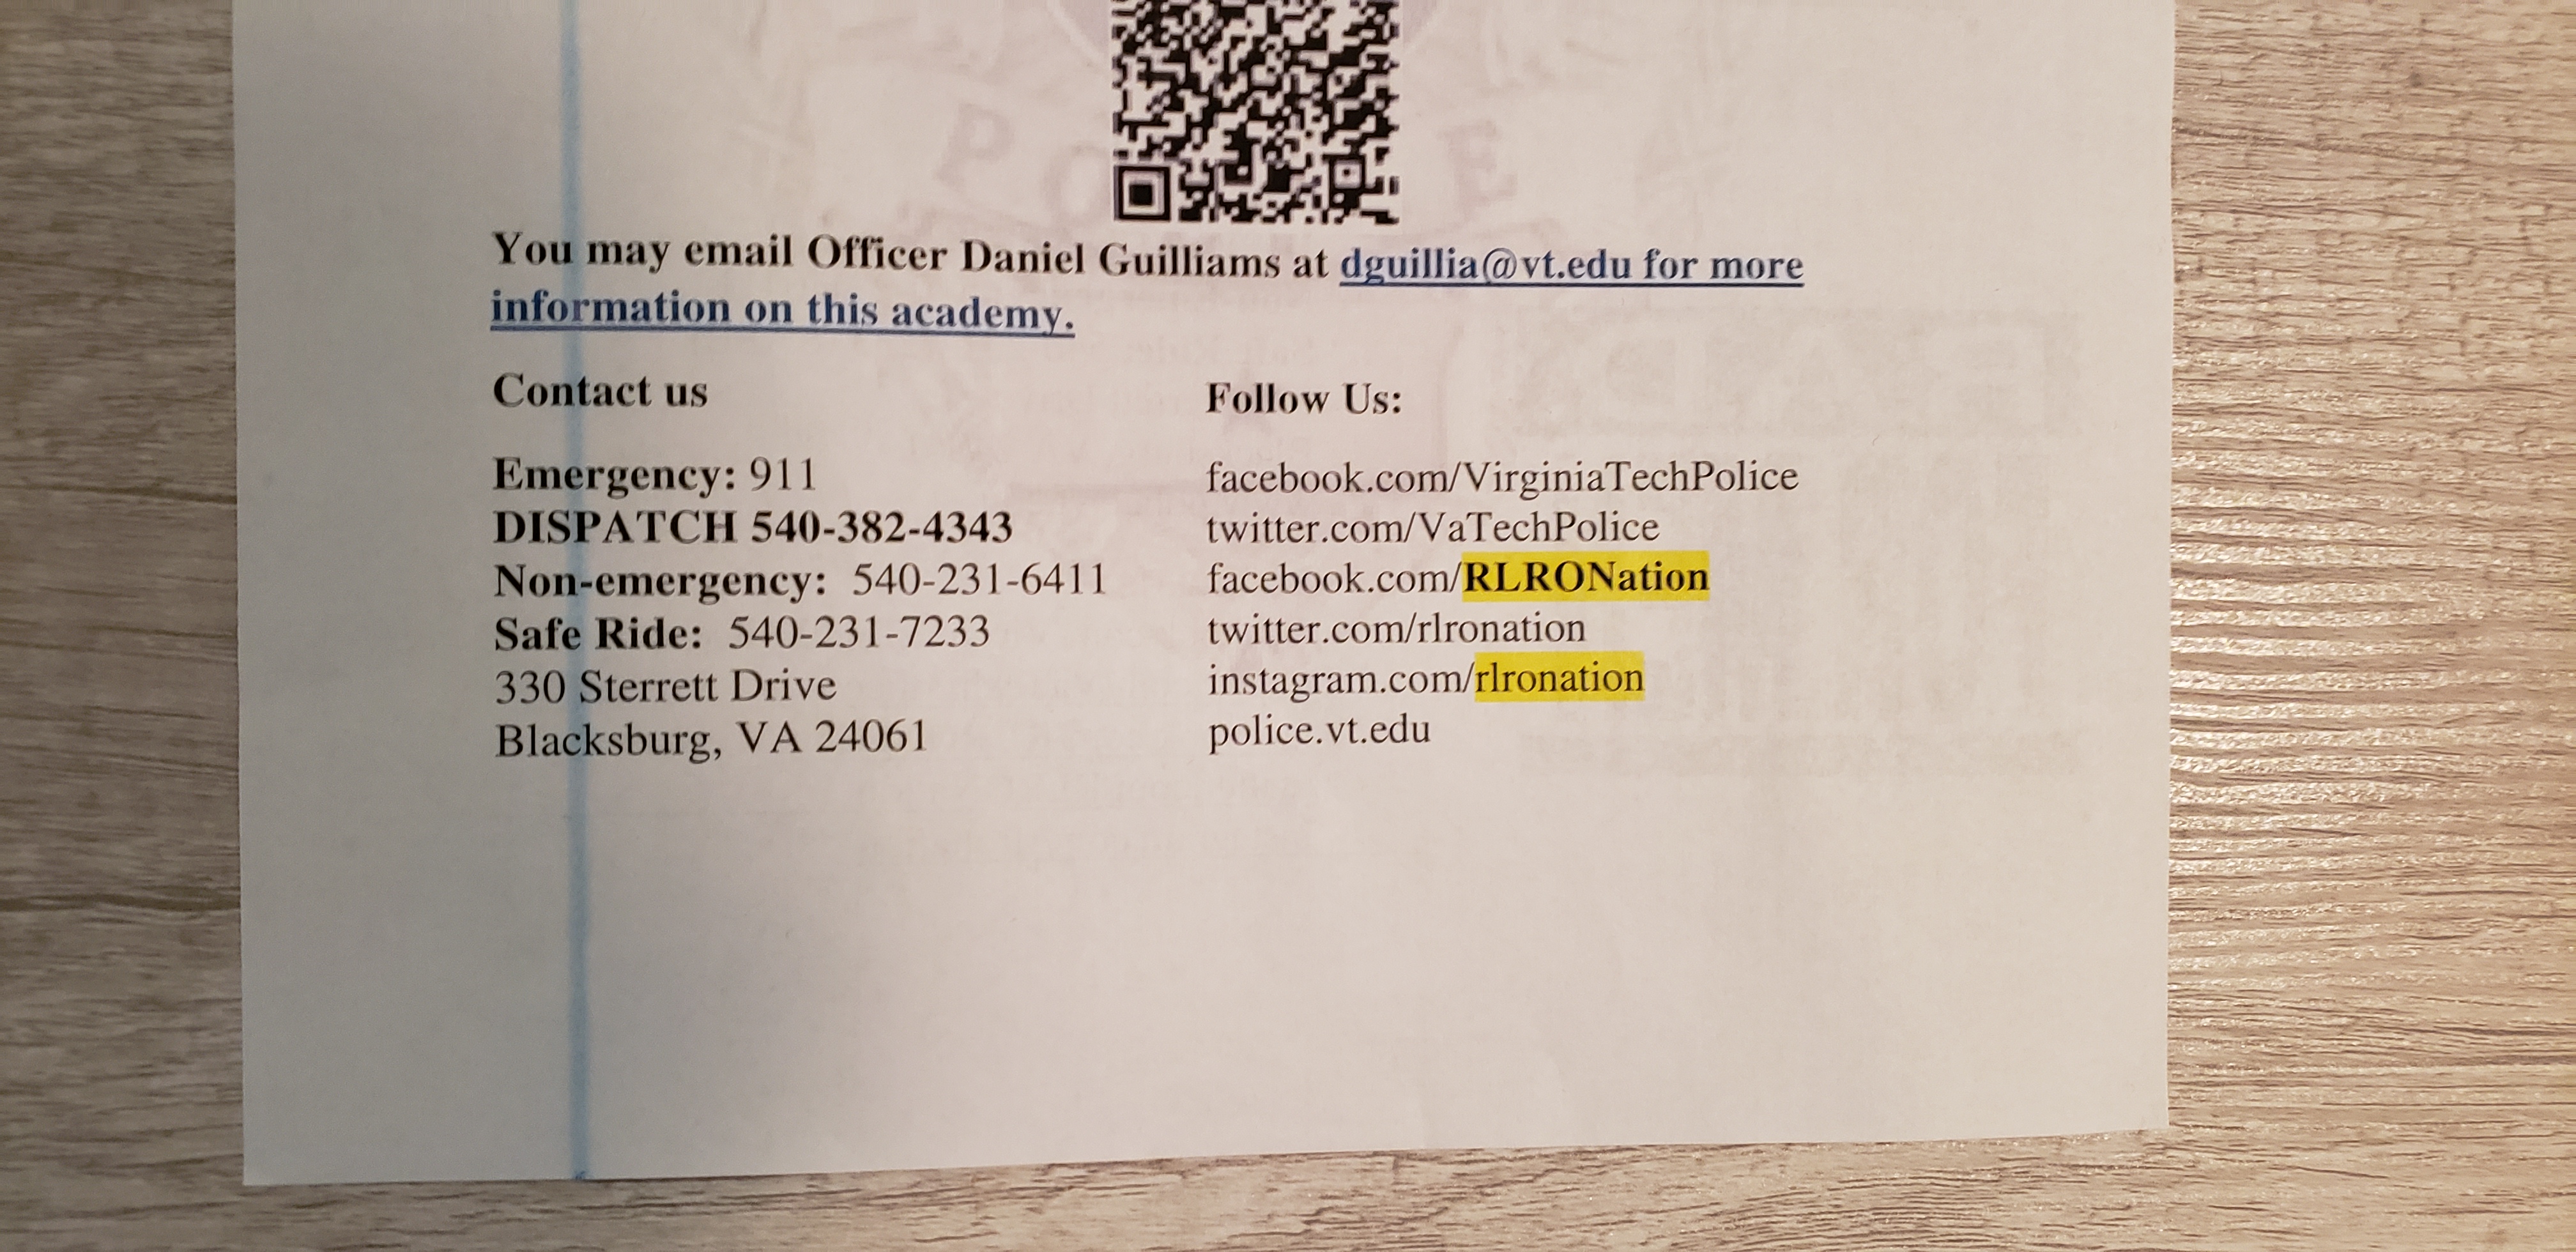 You may email Officer Daniel Guilliams at dguillia@vt.edu for more
information on this academy.
Contact us
Emergency: 911
DISPATCH 540-382-4343
Non-emergency: 540-231-6411
Safe Ride: 540-231-7233
330 Sterrett Drive
Blacksburg, VA 24061
Follow Us:
facebook.com/VirginiaTechPolice
twitter.com/VaTechPolice
facebook.com/RLRONation
twitter.com/rlronation
instagram.com/rlronation
police.vt.edu